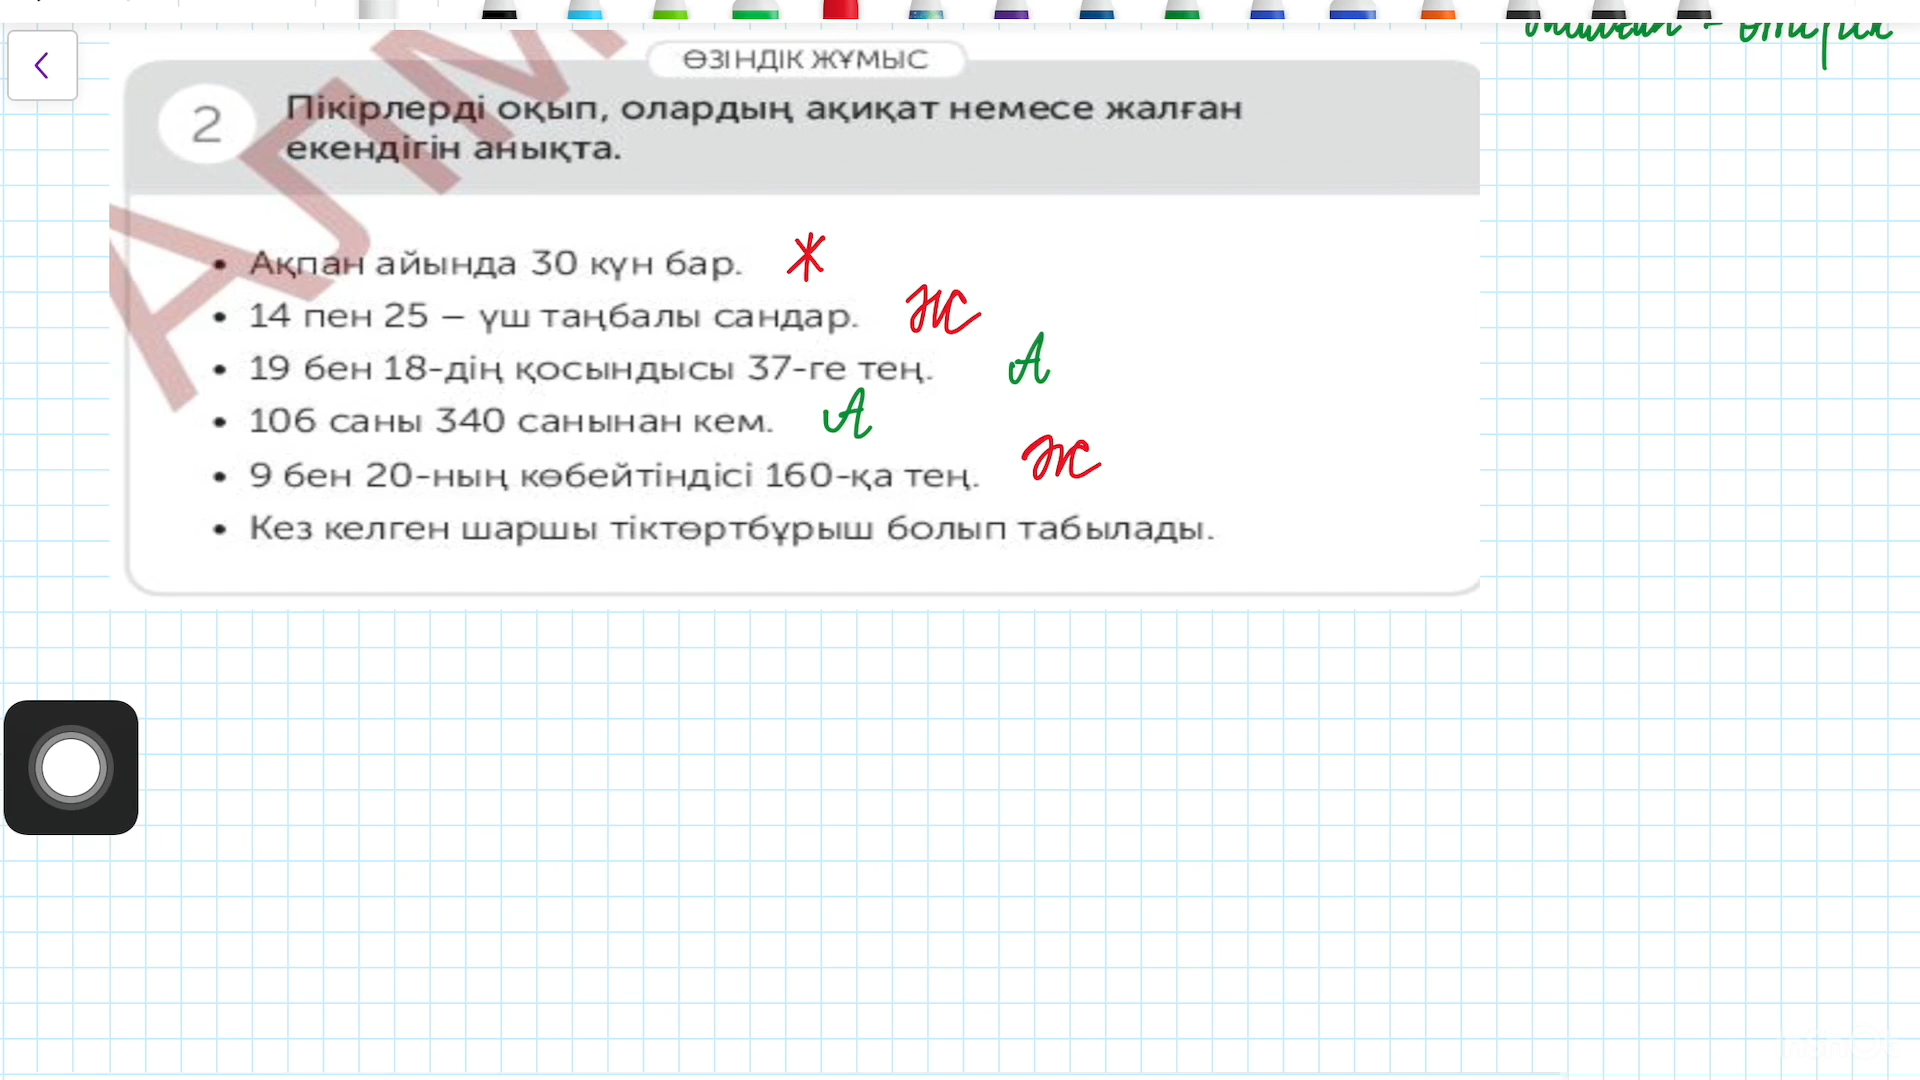 өтірік
ӨЗІНДІК ЖҰМЫС
2
Пікірлерді оқып, олардың ақиқат немесе жалған
екендігін анықта.
• Ақпан айында 30 күн бар. Ж
• 14 пен 25 – үш таңбалы сандар. Ж
• 19 бен 18-дің қосындысы 37-ге тең. А
• 106 саны 340 санынан кем. А
• 9 бен 20-ның көбейтіндісі 160-қа тең. Ж
• Кез келген шаршы тіктөртбұрыш болып табылады.